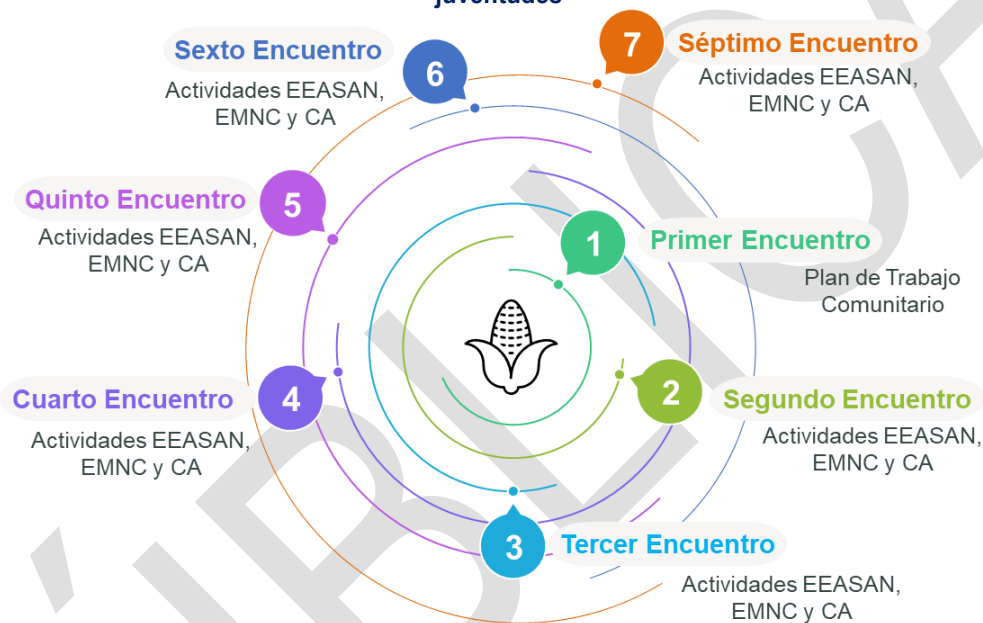 juventudes
1
Primer Encuentro
Plan de Trabajo
Comunitario
2
Segundo Encuentro
Actividades EEASAN,
EMNC y CA
3
Tercer Encuentro
Actividades EEASAN,
EMNC y CA
4
Cuarto Encuentro
Actividades EEASAN,
EMNC y CA
5
Quinto Encuentro
Actividades EEASAN,
EMNC y CA
6
Sexto Encuentro
Actividades EEASAN,
EMNC y CA
7
Séptimo Encuentro
Actividades EEASAN,
EMNC y CA